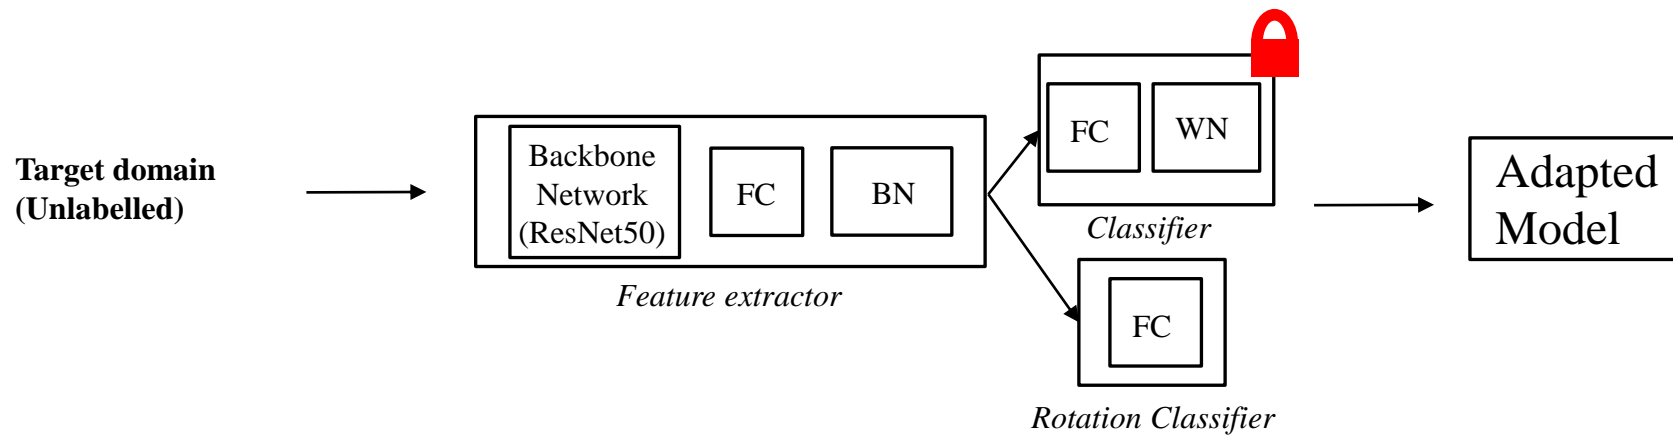 Target domain
(Unlabelled)
Backbone
Network
(ResNet50)
FC
BN
Feature extractor
FC
WN
Classifier
FC
Rotation Classifier
Adapted
Model